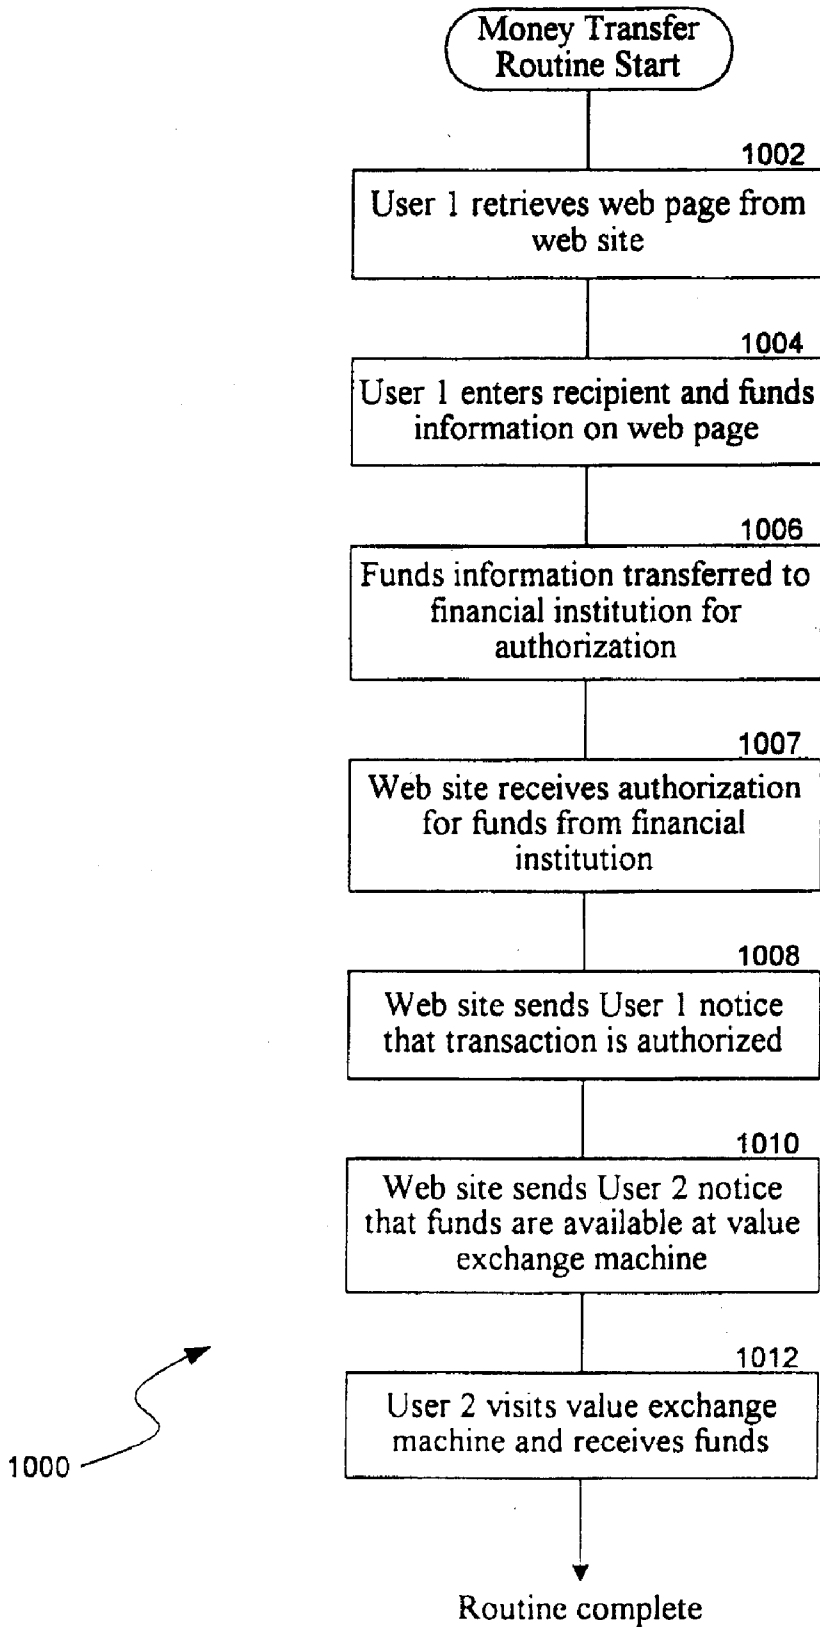 Money Transfer
Routine Start
1002
User 1 retrieves web page from
web site
1004
User 1 enters recipient and funds
information on web page
1006
Funds information transferred to
financial institution for
authorization
1007
Web site receives authorization
for funds from financial
institution
1008
Web site sends User 1 notice
that transaction is authorized
1010
Web site sends User 2 notice
that funds are available at value
exchange machine
1012
User 2 visits value exchange
machine and receives funds
1000
Routine complete